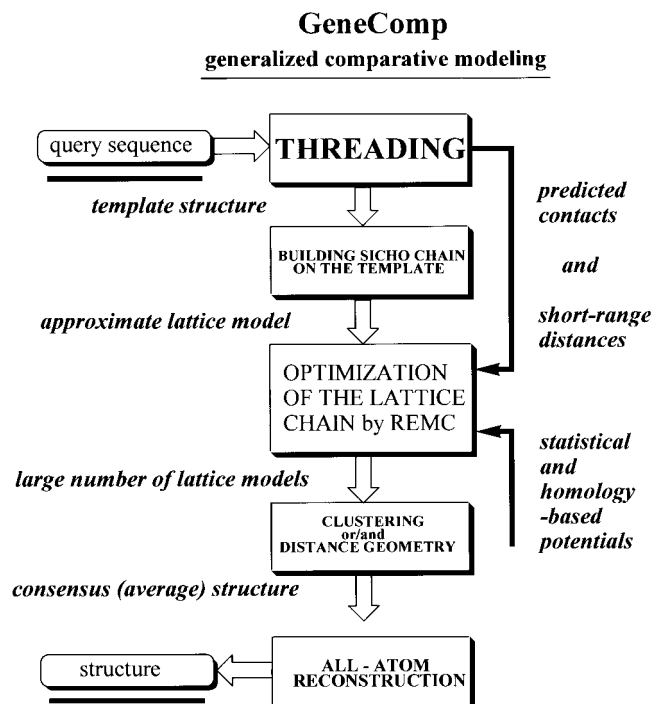 GeneComp
generalized comparative modeling
query sequence
THREADING
template structure
predicted
contacts
and
short-range
distances
BUILDING SICHO CHAIN
ON THE TEMPLATE
approximate lattice model
OPTIMIZATION
OF THE LATTICE
CHAIN by REMC
statistical
and
homology
-based
potentials
large number of lattice models
CLUSTERING
or/and
DISTANCE GEOMETRY
consensus (average) structure
structure
ALL - ATOM
RECONSTRUCTION